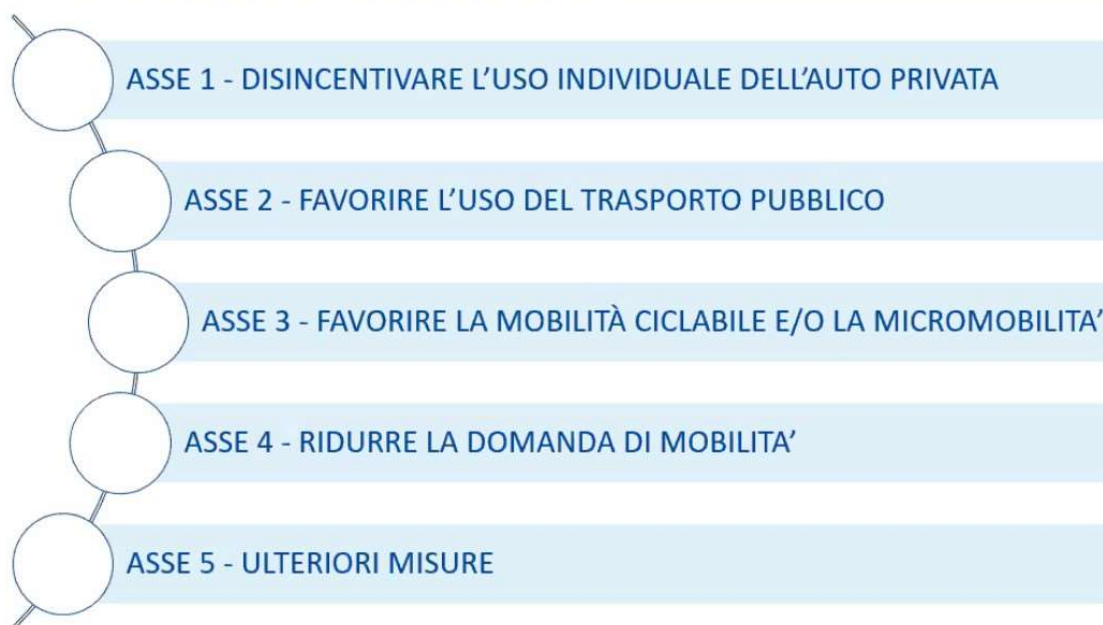 ASSE 1 - DISINCENTIVARE L’USO INDIVIDUALE DELL’AUTO PRIVATA
ASSE 2 - FAVORIRE L’USO DEL TRASPORTO PUBBLICO
ASSE 3 - FAVORIRE LA MOBILITÀ CICLABILE E/O LA MICROMOBILITA’
ASSE 4 - RIDURRE LA DOMANDA DI MOBILITA’
ASSE 5 - ULTERIORI MISURE